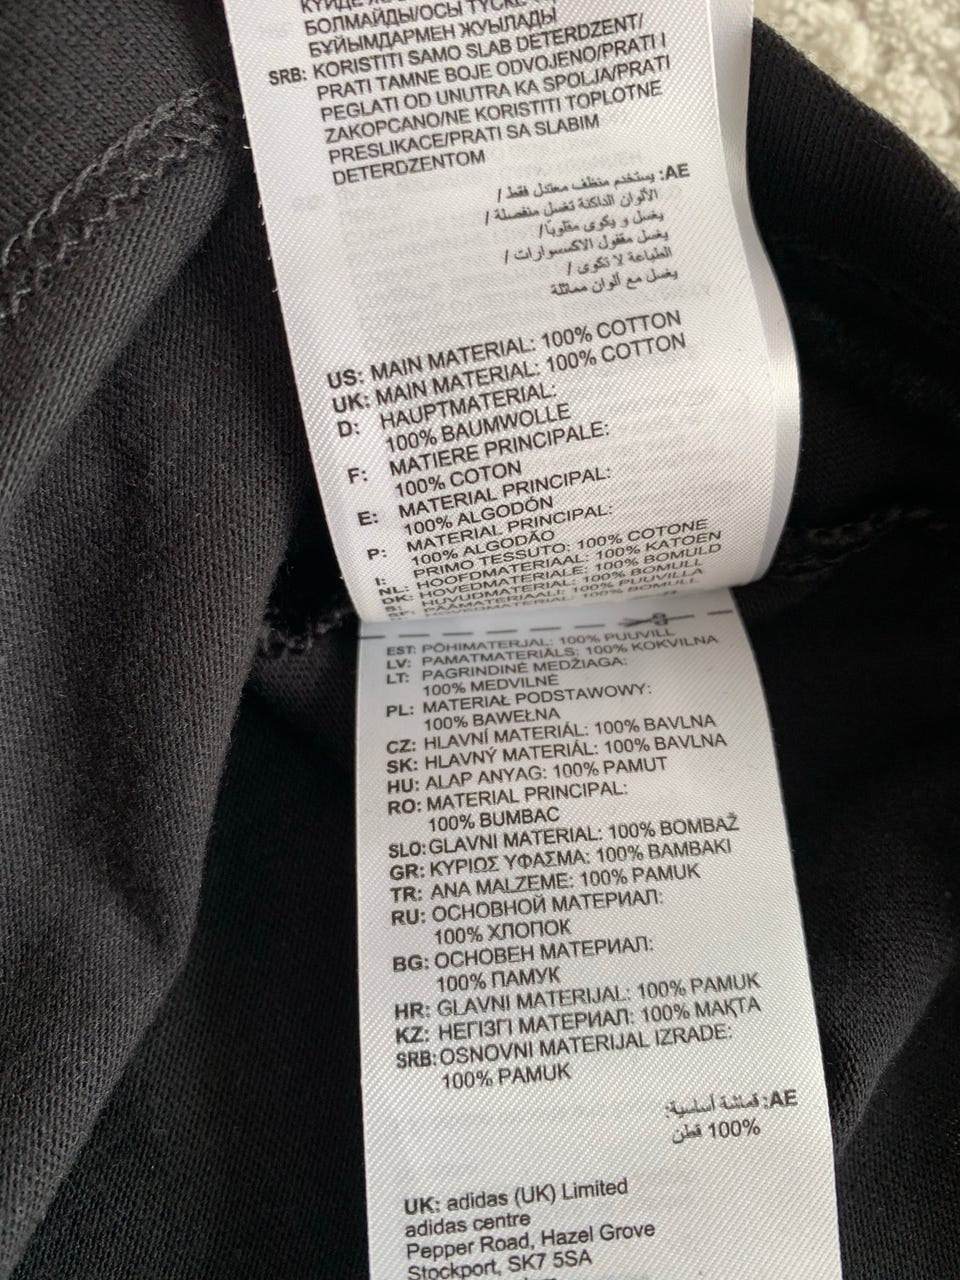 БОЛМАЙДЫ/ОСЫ
БҰЙЫМДАРМЕН ЖУЫЛАДЫ
SRB: KORISTITI SAMO SLAB DETERDZENT/
PRATI TAMNE BOJE ODVOJENO/PRATI I
PEGLATI OD UNUTRA KA SPOLJA/PRATI
ZAKOPCANO/NE KORISTITI TOPLOTNE
PRESLIKACE/PRATI SA SLABIM
DETERDZENTOM
AE: يستخدم منظف معتدل فقط /
الألوان الداكنة تغسل منفصلة /
يغسل و يكوى مقلوبًا /
يغسل مقفول الاكسسوارات /
الطباعة لا تكوى /
يغسل مع ألوان مماثلة
US: MAIN MATERIAL: 100% COTTON
UK: MAIN MATERIAL: 100% COTTON
D: HAUPTMATERIAL:
100% BAUMWOLLE
F: MATIERE PRINCIPALE:
100% COTON
E: MATERIAL PRINCIPAL:
100% ALGODÓN
P: MATERIAL PRINCIPAL:
100% ALGODÃO
I: PRIMO TESSUTO: 100% COTONE
NL: HOOFDMATERIAAL: 100% KATOEN
DK: HOVEDMATERIALE: 100% BOMULD
S: HUVUDMATERIAL: 100% BOMULL
PÄÄMATERIAALI: 100% PUUVILLA
EST: PÕHIMATERJAL: 100% PUUVILL
LV: PAMATMATERIĀLS: 100% KOKVILNA
LT: PAGRINDINĖ MEDŽIAGA:
100% MEDVILNĖ
PL: MATERIAŁ PODSTAWOWY:
100% BAWEŁNA
CZ: HLAVNÍ MATERIÁL: 100% BAVLNA
SK: HLAVNÝ MATERIÁL: 100% BAVLNA
HU: ALAP ANYAG: 100% PAMUT
RO: MATERIAL PRINCIPAL:
100% BUMBAC
SLO: GLAVNI MATERIAL: 100% BOMBAŽ
GR: ΚΥΡΙΟΣ ΥΦΑΣΜΑ: 100% ΒΑΜΒΑΚΙ
TR: ANA MALZEME: 100% PAMUK
RU: ОСНОВНОЙ МАТЕРИАЛ:
100% ХЛОПОК
BG: ОСНОВЕН МАТЕРИАЛ:
100% ПАМУК
HR: GLAVNI MATERIJAL: 100% PAMUK
KZ: НЕГІЗГІ МАТЕРИАЛ: 100% МАҚТА
SRB: OSNOVNI MATERIJAL IZRADE:
100% PAMUK
AE: قماشة أساسية:
100% قطن
UK: adidas (UK) Limited
adidas centre
Pepper Road, Hazel Grove
Stockport, SK7 5SA